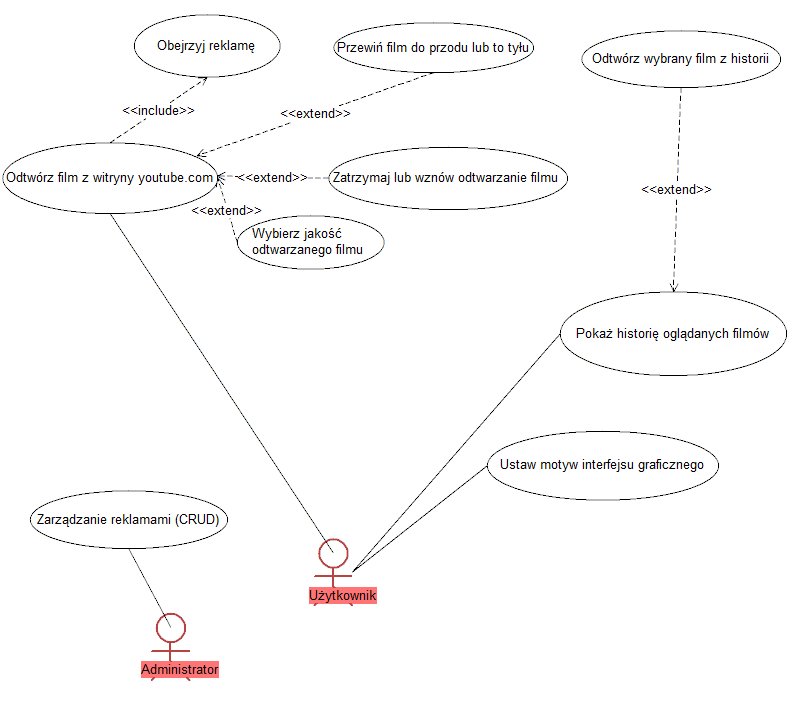 Obejrzyj reklamę
Przewiń film do przodu lub to tyłu
Odtwórz wybrany film z historii
<<include>>
<<extend>>
Odtwórz film z witryny youtube.com
<<extend>>
Zatrzymaj lub wznów odtwarzanie filmu
<<extend>>
<<extend>>
Wybierz jakość
odtwarzanego filmu
Pokaż historię oglądanych filmów
Ustaw motyw interfejsu graficznego
Zarządzanie reklamami (CRUD)
Użytkownik
Administrator